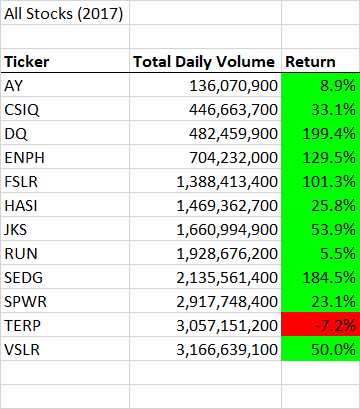 All Stocks (2017)
Ticker Total Daily Volume Return
AY 136,070,900 8.9%
CSIQ 446,663,700 33.1%
DQ 482,459,900 199.4%
ENPH 704,232,000 129.5%
FSLR 1,388,413,400 101.3%
HASI 1,469,362,700 25.8%
JKS 1,660,994,900 53.9%
RUN 1,928,676,200 5.5%
SEDG 2,135,561,400 184.5%
SPWR 2,917,748,400 23.1%
TERP 3,057,151,200 -7.2%
VSLR 3,166,639,100 50.0%